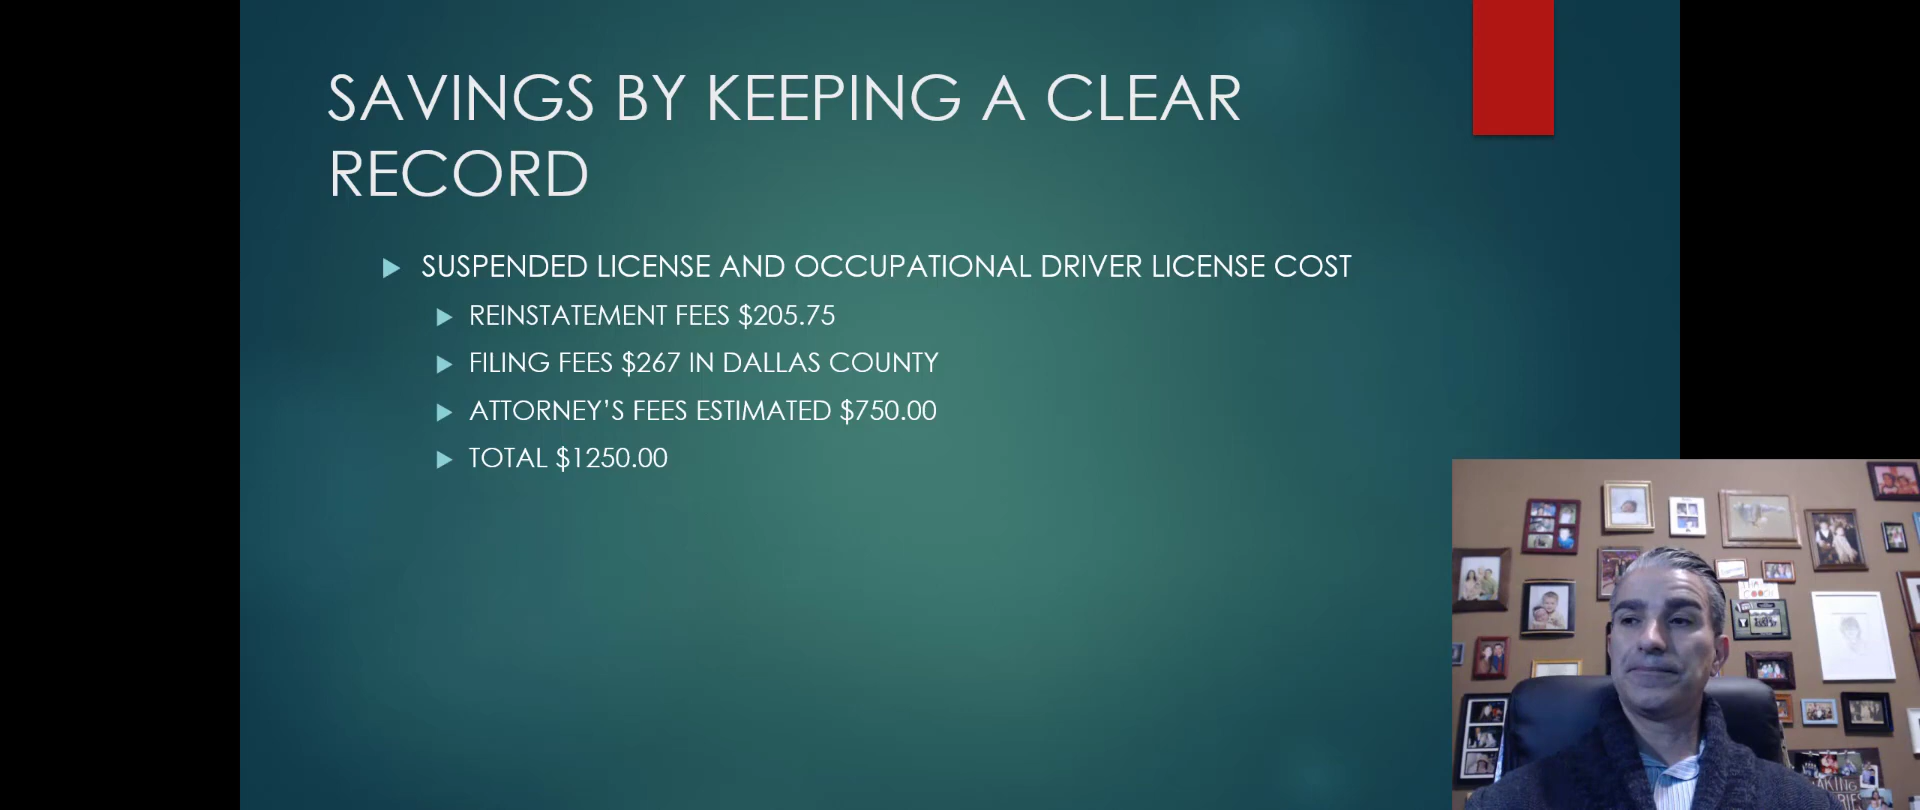 SAVINGS BY KEEPING A CLEAR
RECORD
SUSPENDED LICENSE AND OCCUPATIONAL DRIVER LICENSE COST
REINSTATEMENT FEES $205.75
FILING FEES $267 IN DALLAS COUNTY
ATTORNEY’S FEES ESTIMATED $750.00
TOTAL $1250.00